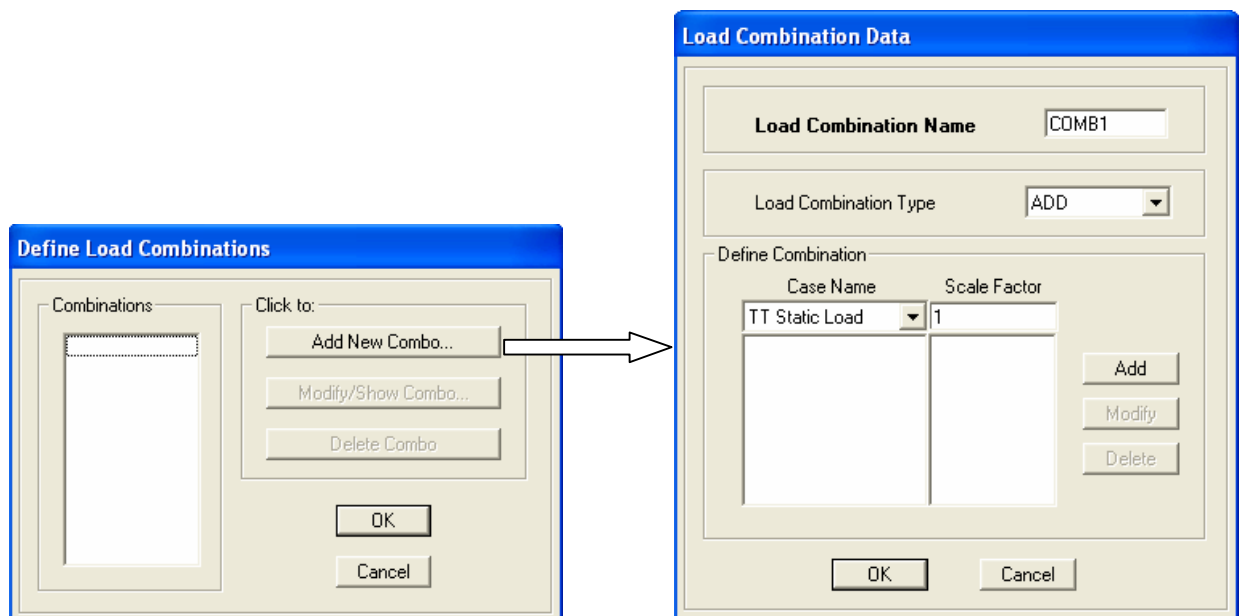 Define Load Combinations
Combinations
Click to:
Add New Combo...
Modify/Show Combo...
Delete Combo
OK
Cancel
Load Combination Data
Load Combination Name
COMB1
Load Combination Type
ADD
Define Combination
Case Name Scale Factor
TT Static Load 1
Add
Modify
Delete
OK Cancel